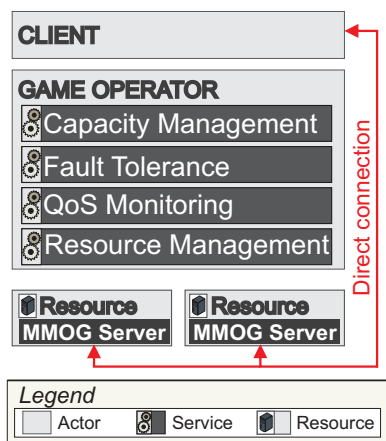 CLIENT
GAME OPERATOR
Capacity Management
Fault Tolerance
QoS Monitoring
Resource Management
Direct connection
Resource
MMOG Server
Resource
MMOG Server
Legend
Actor
Service
Resource